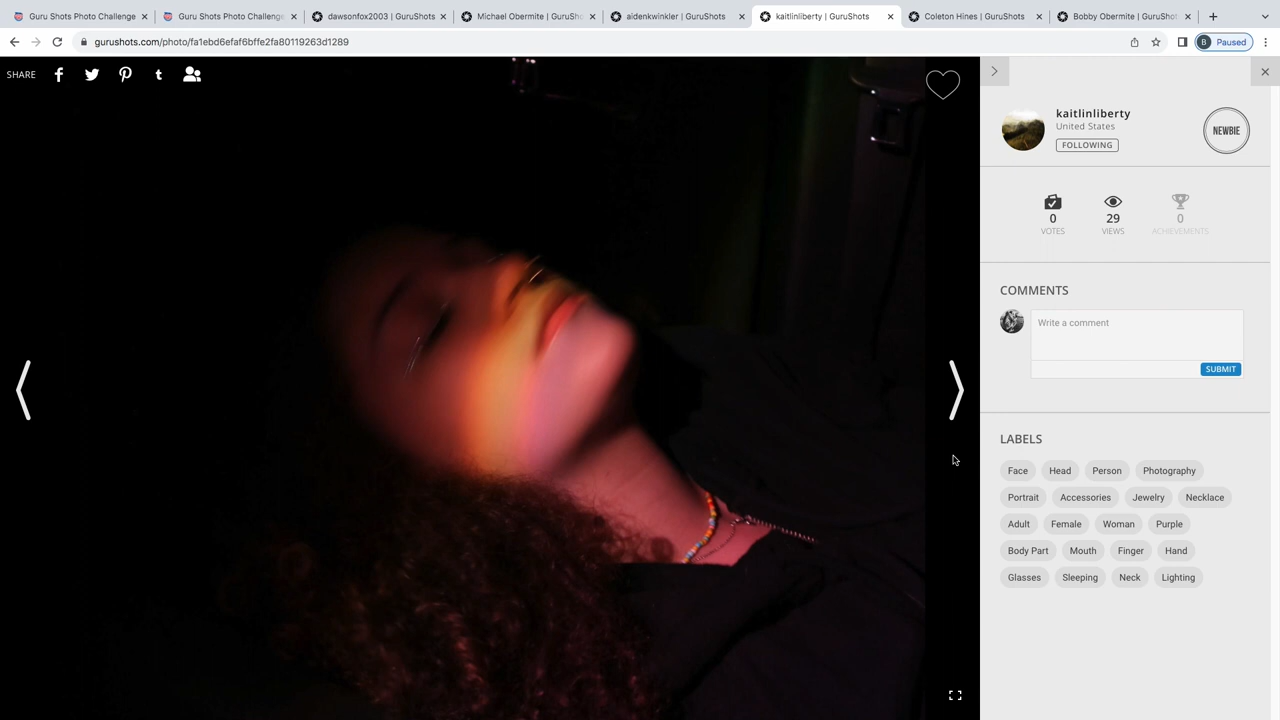 Guru Shots Photo Challenge
Guru Shots Photo Challenge
dawsonfox2003 | GuruShots
Michael Obermite | GuruSh
aidenkwinkler | GuruShots
kaitlinliberty | GuruShots
Coleton Hines | GuruShots
Bobby Obermite | GuruShot
gurushots.com/photo/fa1ebd6efaf6bffe2fa80119263d1289
B Paused
SHARE
kaitlinliberty
United States
FOLLOWING
NEWBIE
0
VOTES
29
VIEWS
0
ACHIEVEMENTS
COMMENTS
Write a comment
SUBMIT
LABELS
Face Head Person Photography
Portrait Accessories Jewelry Necklace
Adult Female Woman Purple
Body Part Mouth Finger Hand
Glasses Sleeping Neck Lighting